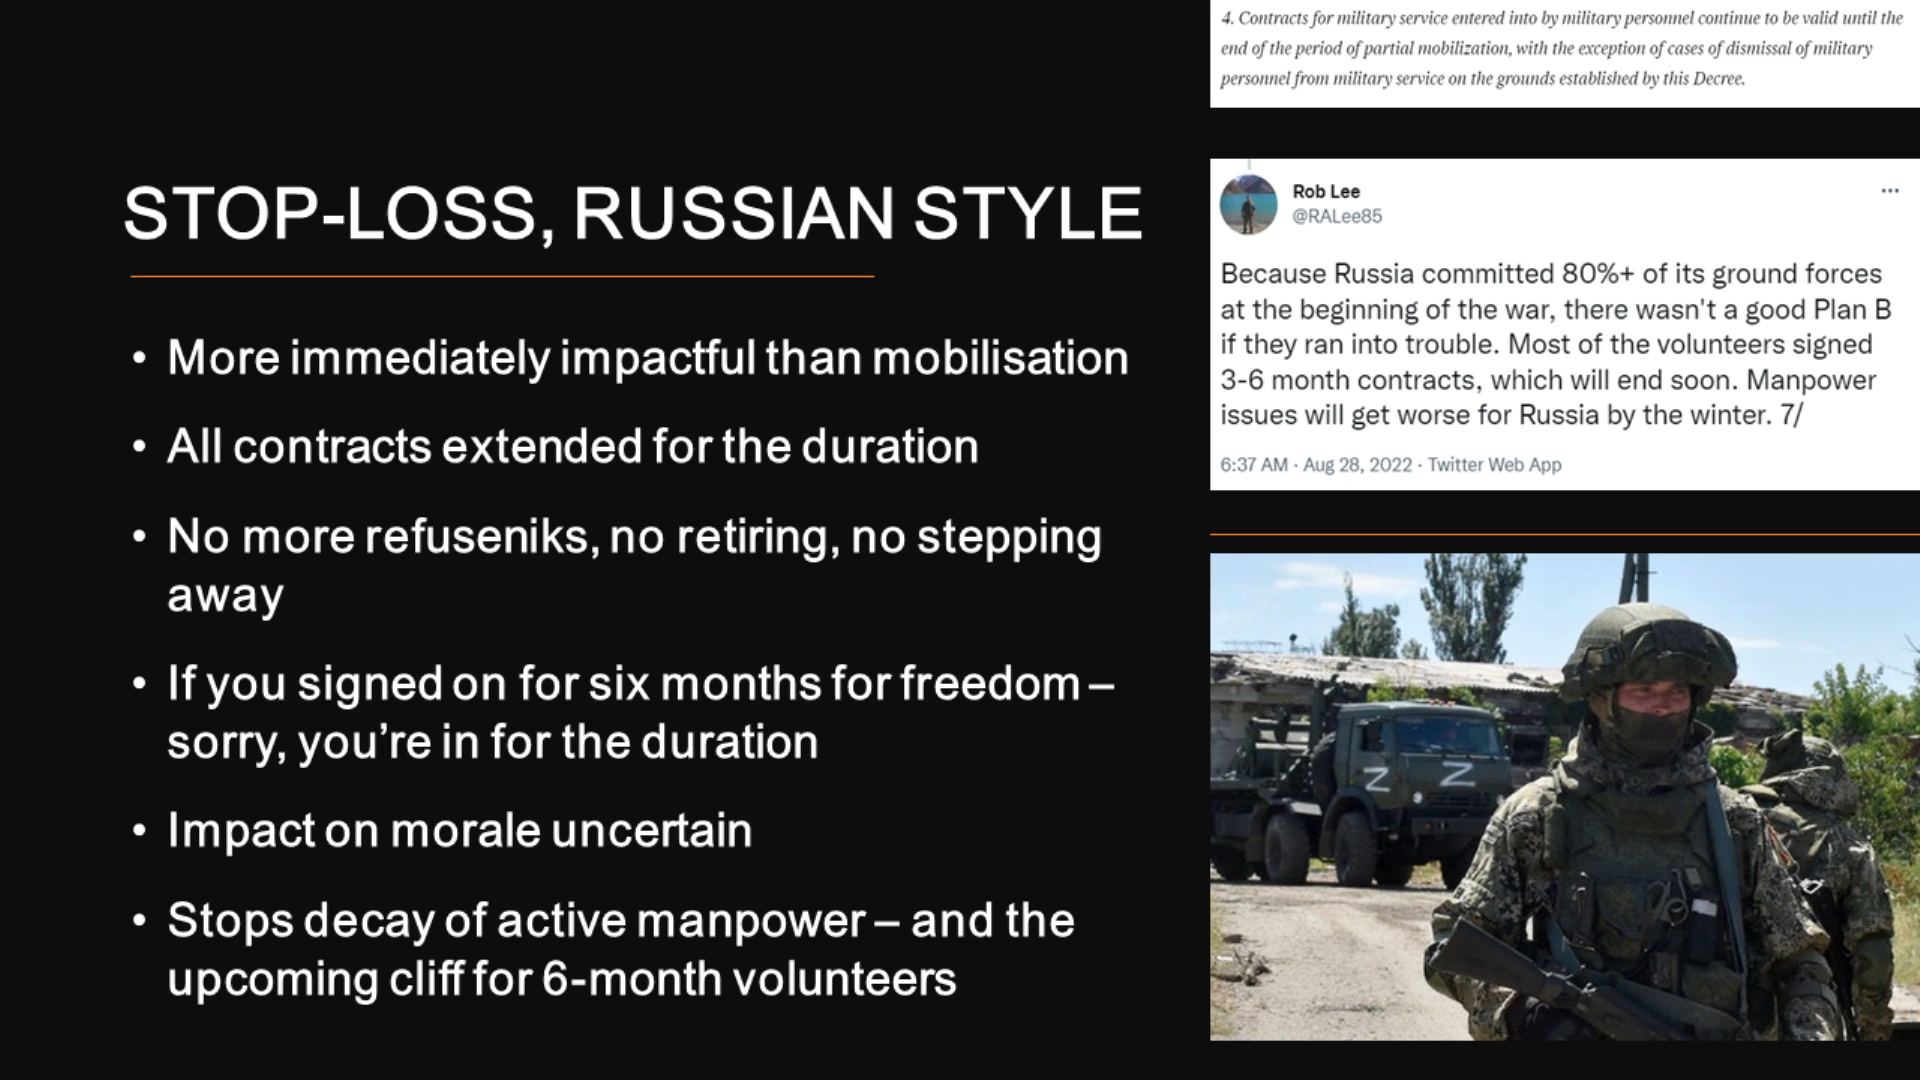 STOP-LOSS, RUSSIAN STYLE
• More immediately impactful than mobilisation
• All contracts extended for the duration
• No more refuseniks, no retiring, no stepping
away
• If you signed on for six months for freedom –
sorry, you’re in for the duration
• Impact on morale uncertain
• Stops decay of active manpower – and the
upcoming cliff for 6-month volunteers
4. Contracts for military service entered into by military personnel continue to be valid until the
end of the period of partial mobilization, with the exception of cases of dismissal of military
personnel from military service on the grounds established by this Decree.
Rob Lee
@RALee85
Because Russia committed 80%+ of its ground forces
at the beginning of the war, there wasn't a good Plan B
if they ran into trouble. Most of the volunteers signed
3-6 month contracts, which will end soon. Manpower
issues will get worse for Russia by the winter. 7/
6:37 AM · Aug 28, 2022 · Twitter Web App
Z Z